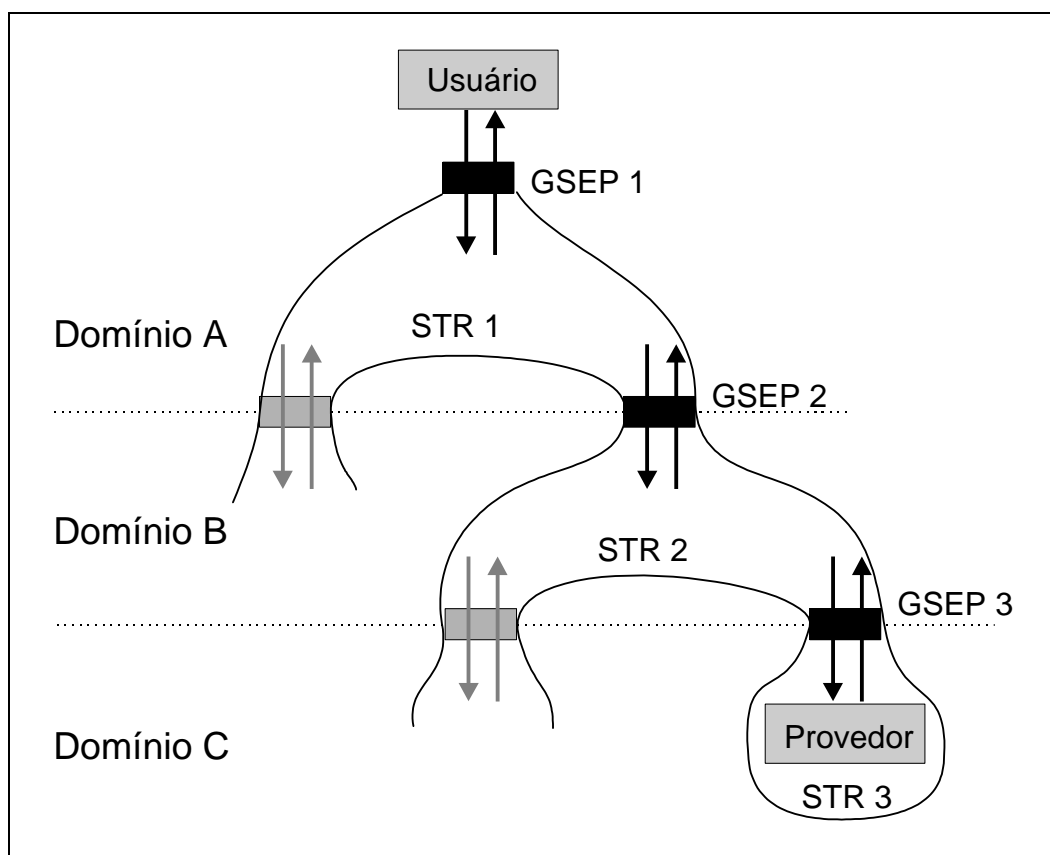 Usuário
GSEP 1
Domínio A
STR 1
GSEP 2
Domínio B
STR 2
GSEP 3
Domínio C
Provedor
STR 3